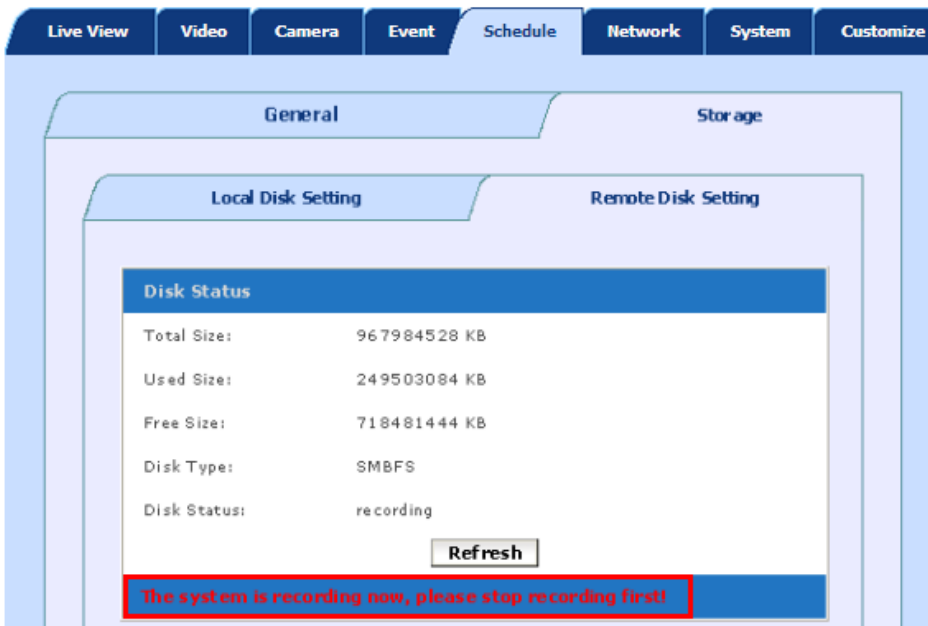 Live View Video Camera Event Schedule Network System Customize
General Storage
Local Disk Setting Remote Disk Setting
Disk Status
Total Size: 967984528 KB
Used Size: 249503084 KB
Free Size: 718481444 KB
Disk Type: SMBFS
Disk Status: recording
Refresh
The system is recording now, please stop recording first!